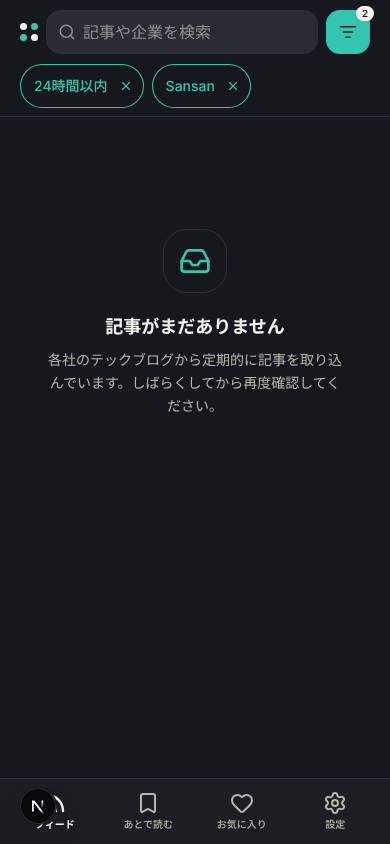 2
記事や企業を検索
24時間以内
Sansan
記事がまだありません
各社のテックブログから定期的に記事を取り込
んでいます。しばらくしてから再度確認してく
ださい。
N
フィード
あとで読む
お気に入り
設定